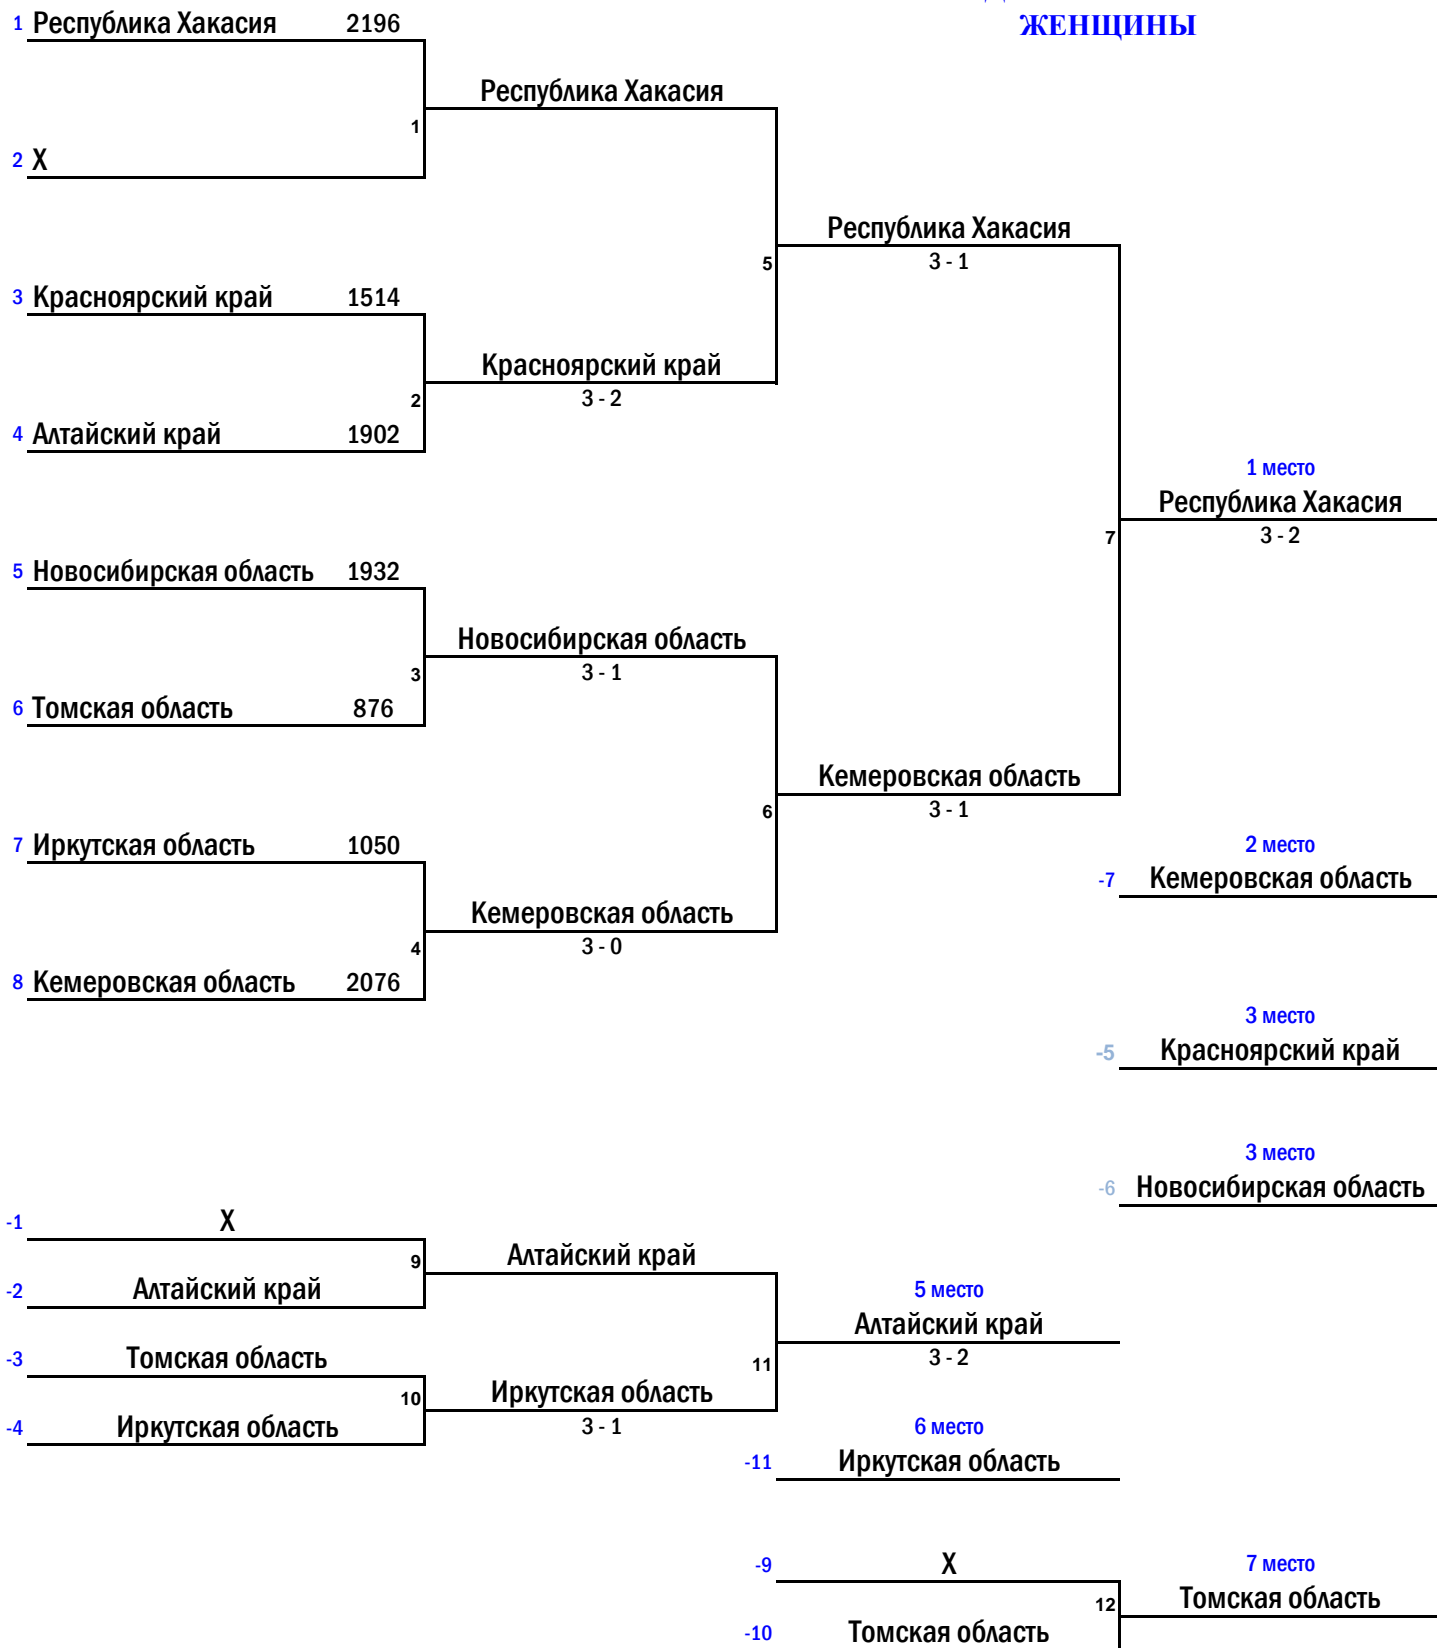 ЖЕНЩИНЫ
1 Республика Хакасия 2196
Республика Хакасия
1
2 X
Республика Хакасия
5 3 - 1
3 Красноярский край 1514
Красноярский край
2 3 - 2
4 Алтайский край 1902
1 место
Республика Хакасия
7 3 - 2
5 Новосибирская область 1932
Новосибирская область
3 3 - 1
6 Томская область 876
Кемеровская область
6 3 - 1
7 Иркутская область 1050
2 место
-7 Кемеровская область
Кемеровская область
4 3 - 0
8 Кемеровская область 2076
3 место
-5 Красноярский край
3 место
-6 Новосибирская область
-1 X
9 Алтайский край
-2 Алтайский край
5 место
Алтайский край
-3 Томская область
11 3 - 2
10 Иркутская область
-4 Иркутская область
3 - 1
6 место
-11 Иркутская область
-9 X
7 место
12 Томская область
-10 Томская область